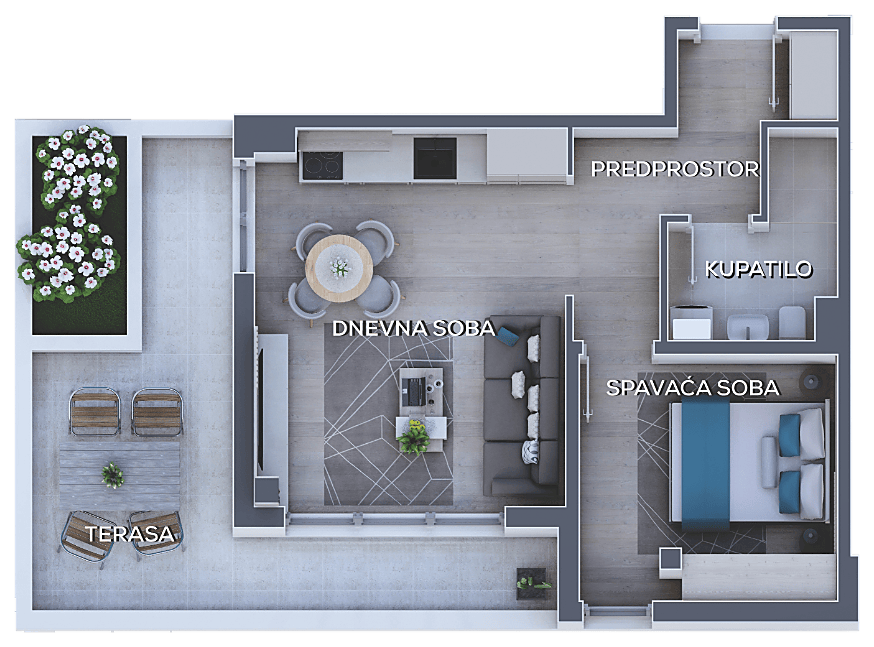 PREDPROSTOR
KUPATILO
DNEVNA SOBA
SPAVAĆA SOBA
TERASA